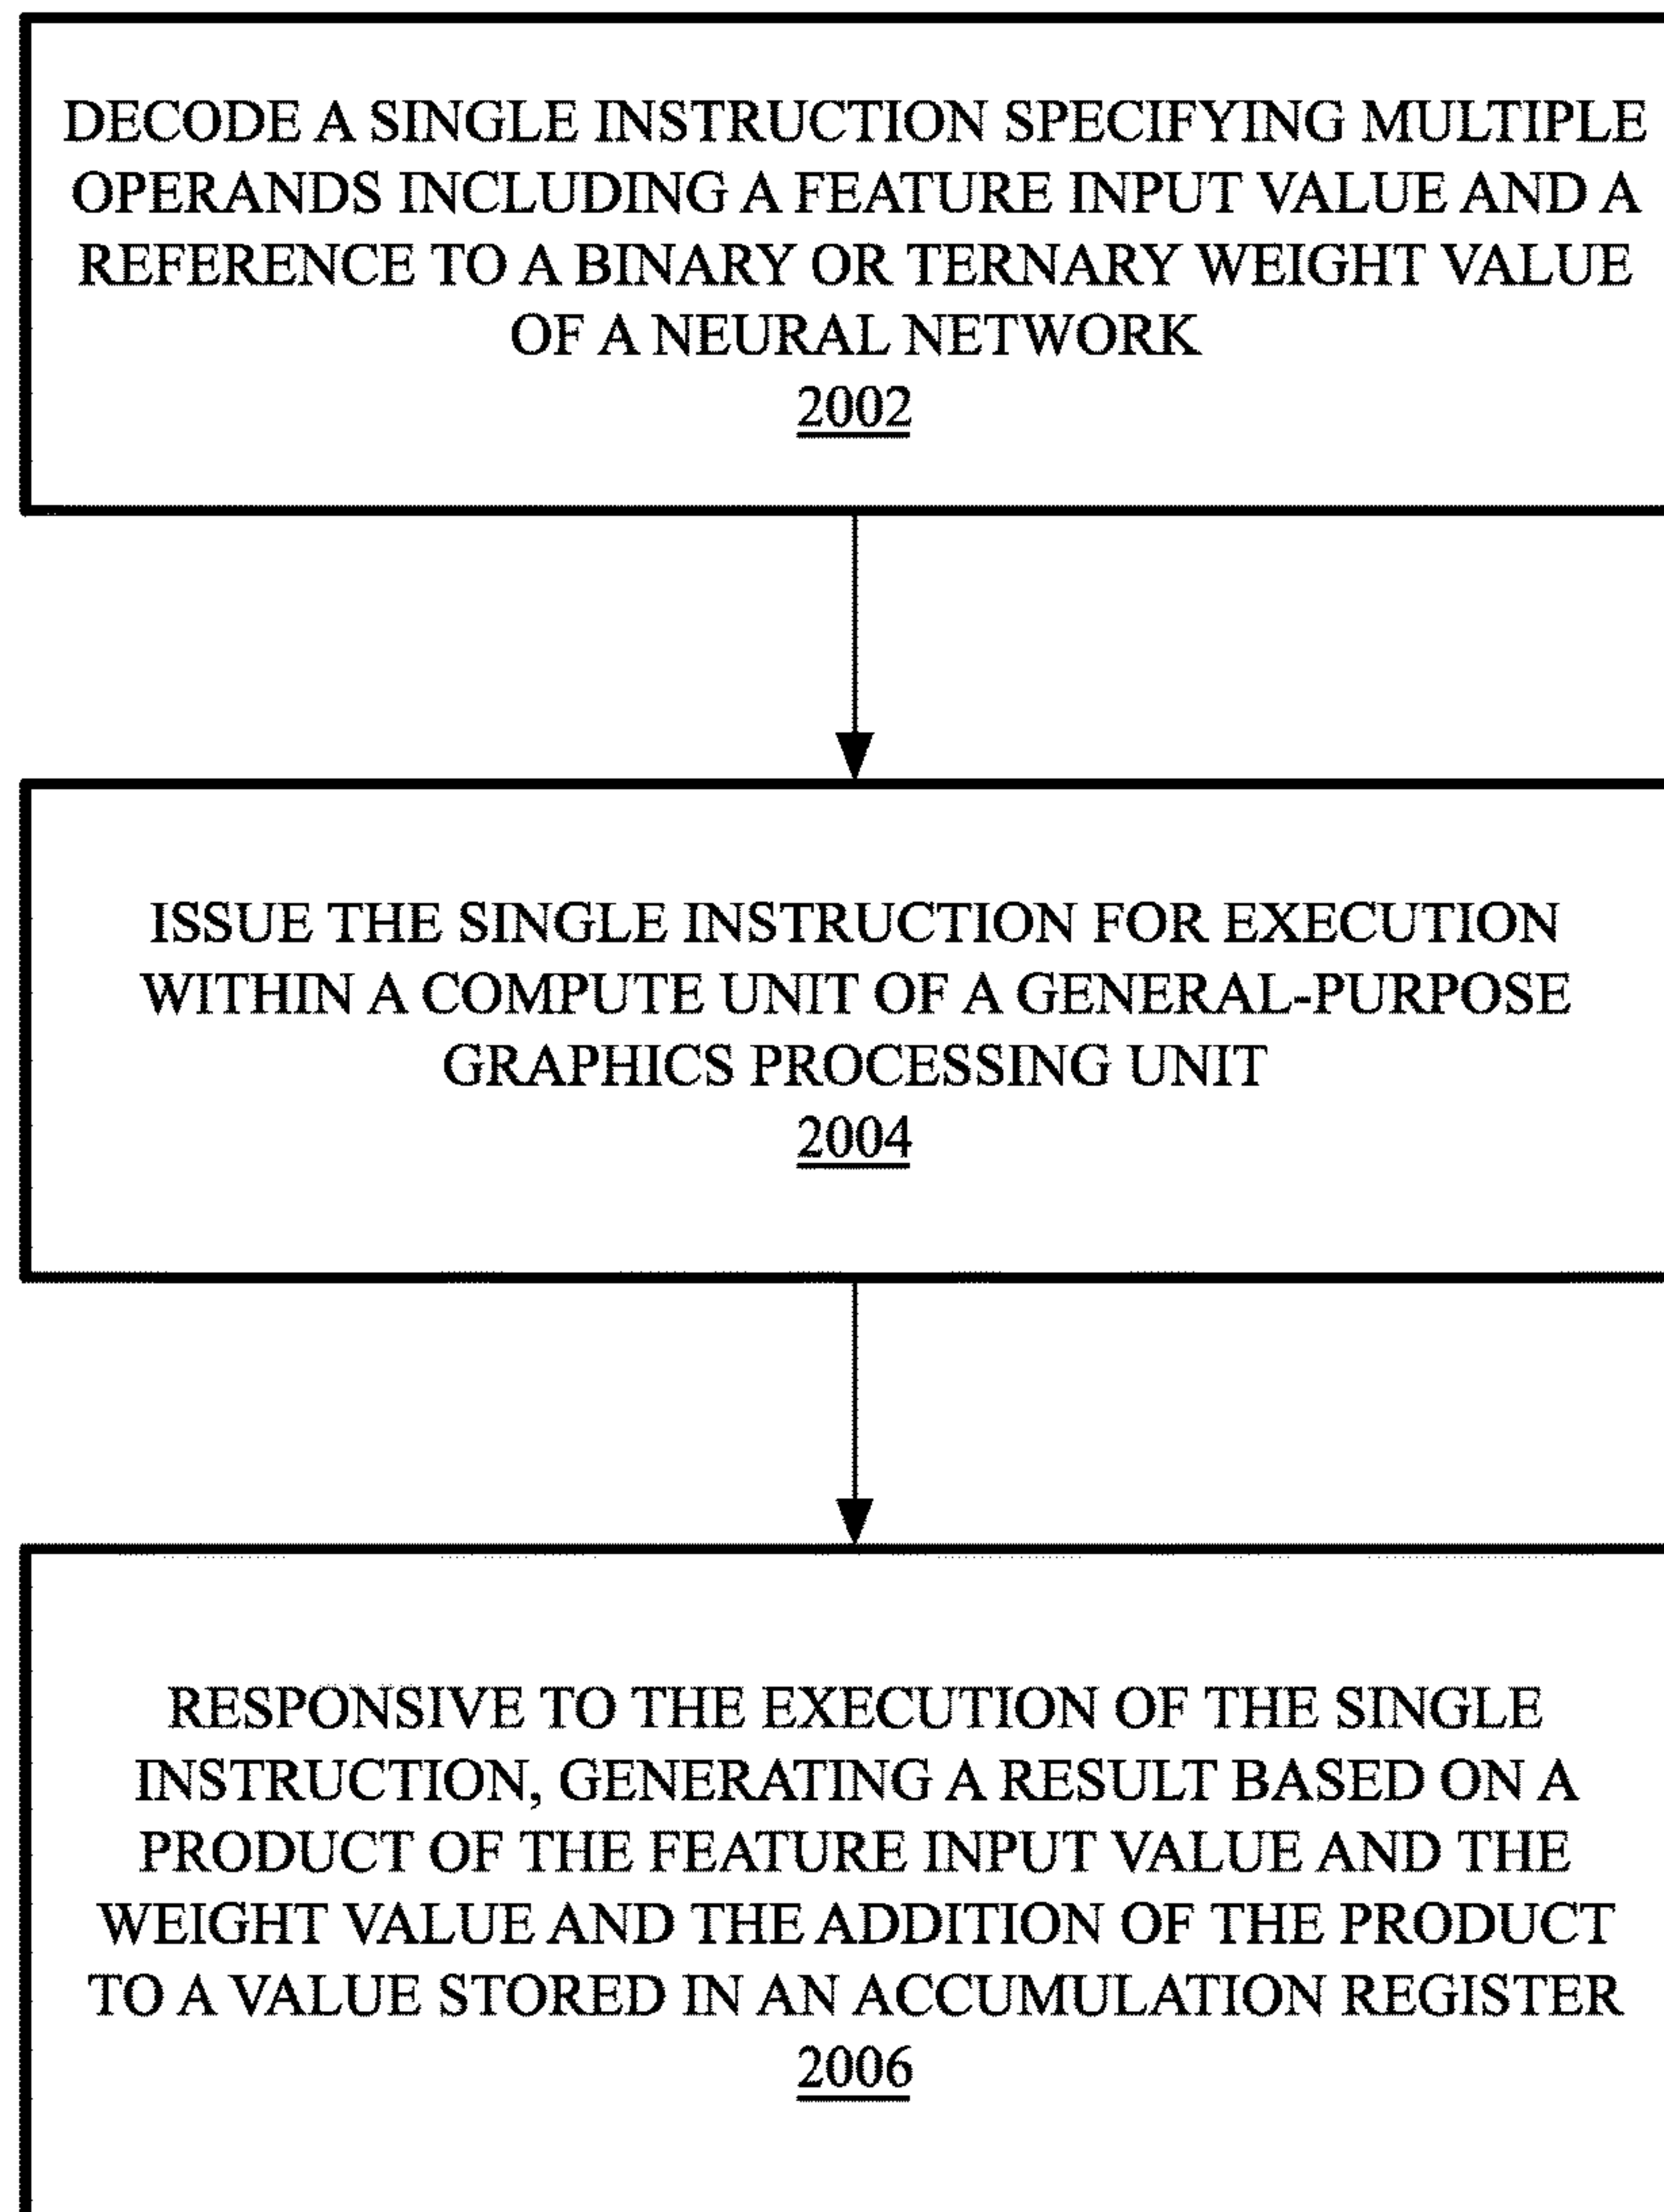 DECODE A SINGLE INSTRUCTION SPECIFYING MULTIPLE
OPERANDS INCLUDING A FEATURE INPUT VALUE AND A
REFERENCE TO A BINARY OR TERNARY WEIGHT VALUE
OF A NEURAL NETWORK
2002
ISSUE THE SINGLE INSTRUCTION FOR EXECUTION
WITHIN A COMPUTE UNIT OF A GENERAL-PURPOSE
GRAPHICS PROCESSING UNIT
2004
RESPONSIVE TO THE EXECUTION OF THE SINGLE
INSTRUCTION, GENERATING A RESULT BASED ON A
PRODUCT OF THE FEATURE INPUT VALUE AND THE
WEIGHT VALUE AND THE ADDITION OF THE PRODUCT
TO A VALUE STORED IN AN ACCUMULATION REGISTER
2006